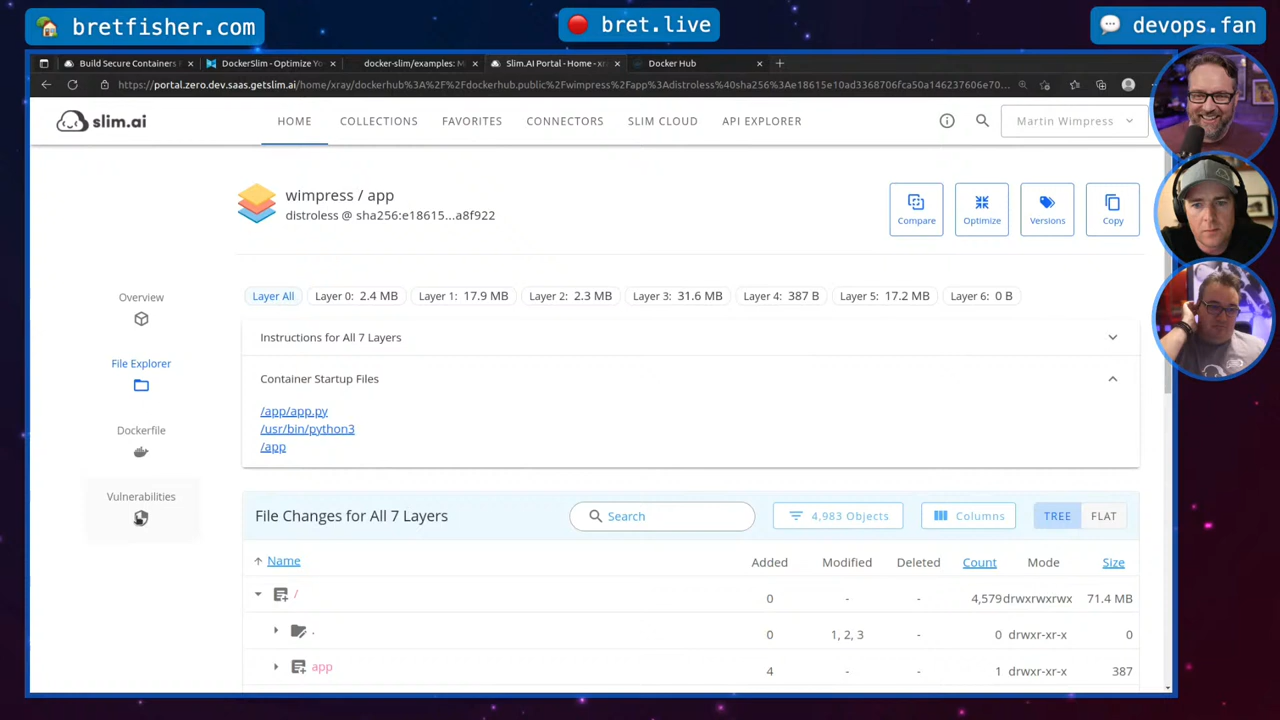 bretfisher.com
bret.live
devops.fan
Build Secure Containers F
DockerSlim - Optimize Yo
docker-slim/examples: M
Slim.AI Portal - Home - xra
Docker Hub
https://portal.zero.dev.saas.getslim.ai/home/xray/dockerhub%3A%2F%2Fdockerhub.public%2Fwimpress%2Fapp%3Adistroless%40sha256%3Ae18615e10ad3368706fca50a146237606e70...
slim.ai
HOME
COLLECTIONS
FAVORITES
CONNECTORS
SLIM CLOUD
API EXPLORER
Martin Wimpress
wimpress / app
distroless @ sha256:e18615...a8f922
Compare
Optimize
Versions
Copy
Overview
File Explorer
Dockerfile
Vulnerabilities
Layer All
Layer 0: 2.4 MB
Layer 1: 17.9 MB
Layer 2: 2.3 MB
Layer 3: 31.6 MB
Layer 4: 387 B
Layer 5: 17.2 MB
Layer 6: 0 B
Instructions for All 7 Layers
Container Startup Files
/app/app.py
/usr/bin/python3
/app
File Changes for All 7 Layers
Search
4,983 Objects
Columns
TREE
FLAT
Name Added Modified Deleted Count Mode Size
/ 0 - - 4,579 drwxrwxrwx 71.4 MB
. 0 1, 2, 3 - 0 drwxr-xr-x 0
app 4 - - 1 drwxr-xr-x 387